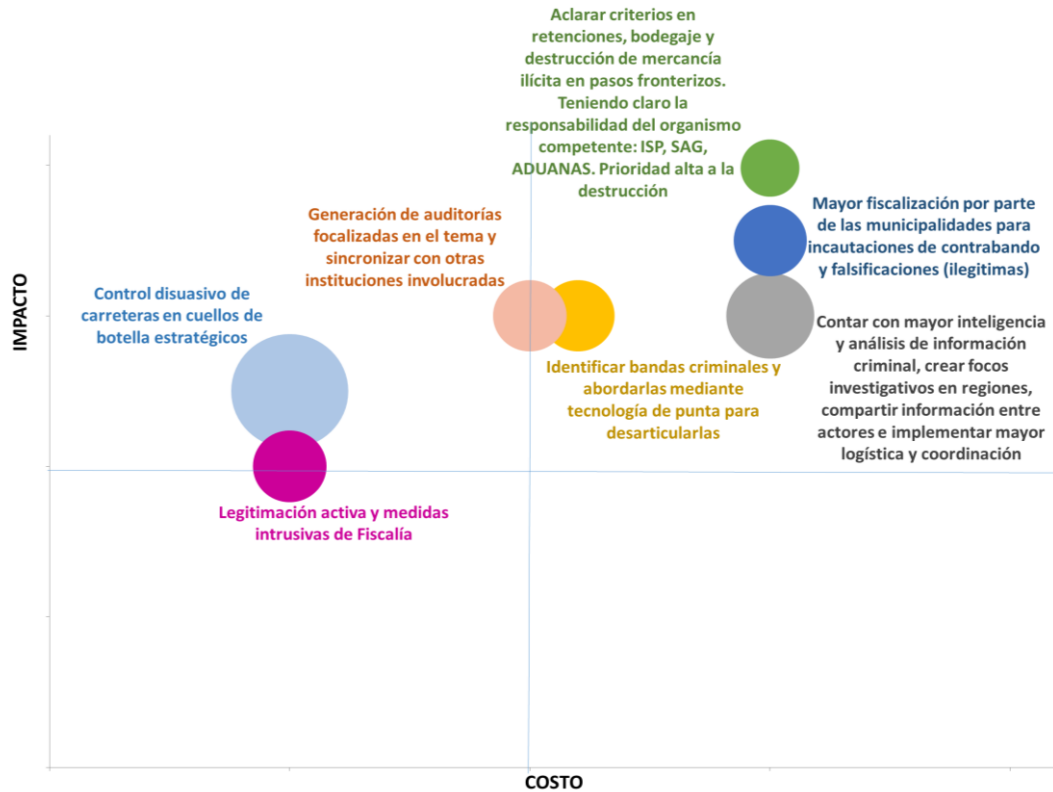 Aclarar criterios en
retenciones, bodegaje y
destrucción de mercancía
ilícita en pasos fronterizos.
Teniendo claro la
responsabilidad del organismo
competente: ISP, SAG,
ADUANAS. Prioridad alta a la
destrucción
Mayor fiscalización por parte
de las municipalidades para
incautaciones de contrabando
y falsificaciones (ilegitimas)
Generación de auditorías
focalizadas en el tema y
sincronizar con otras
instituciones involucradas
Control disuasivo de
carreteras en cuellos de
botella estratégicos
IMPACTO
Contar con mayor inteligencia
y análisis de información
criminal, crear focos
investigativos en regiones,
compartir información entre
actores e implementar mayor
logística y coordinación
Identificar bandas criminales y
abordarlas mediante
tecnología de punta para
desarticularlas
Legitimación activa y medidas
intrusivas de Fiscalía
COSTO